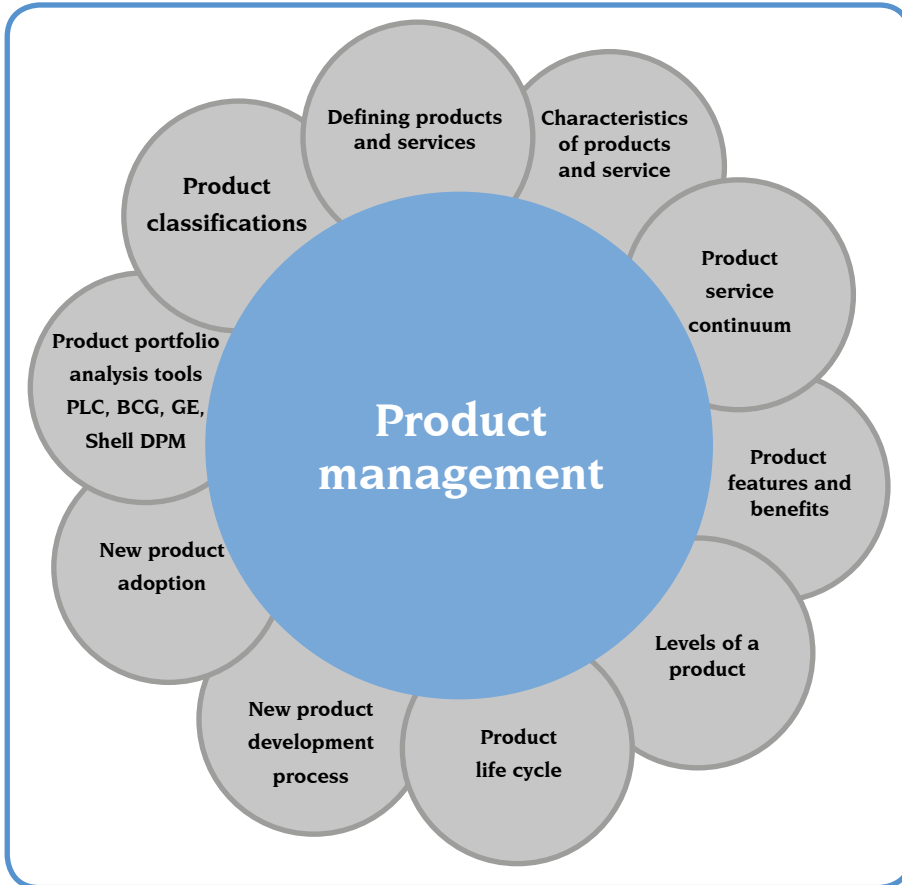 Product
management
Defining products
and services
Characteristics
of products
and service
Product
service
continuum
Product
features and
benefits
Levels of a
product
Product
life cycle
New product
development
process
New product
adoption
Product portfolio
analysis tools
PLC, BCG, GE,
Shell DPM
Product
classifications